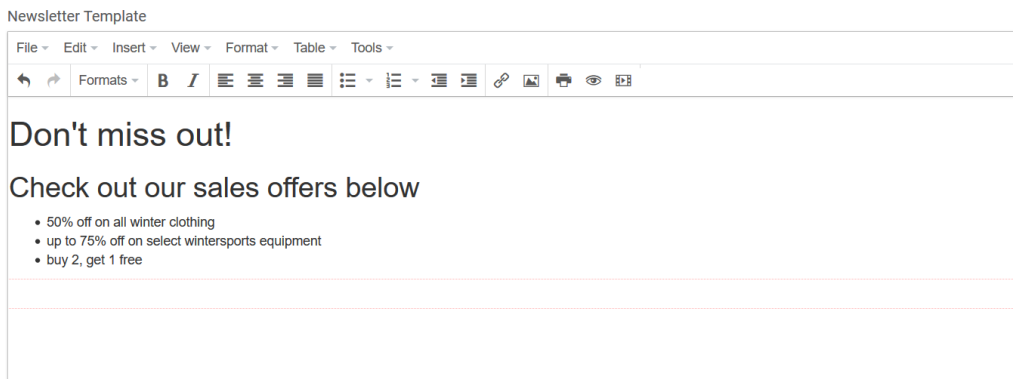 Newsletter Template
File Edit Insert View Format Table Tools
Formats B I
Don't miss out!
Check out our sales offers below
50% off on all winter clothing
up to 75% off on select wintersports equipment
buy 2, get 1 free